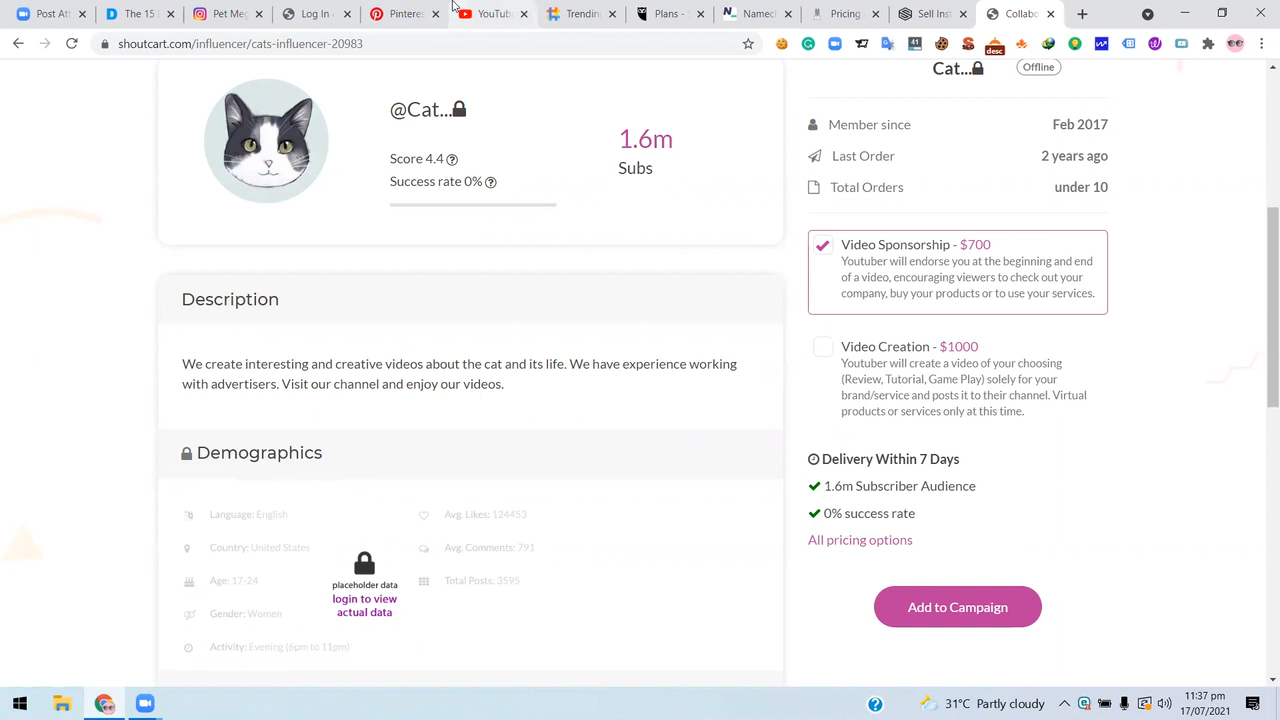 Post A
The 15
Log In
Pinteres
YouTub
Trendin
Plans -
Namec
Pricing
Ins
Collab
shoutcart.com/influencer/cats-influencer-20983
41
desc
@Cat...
Score 4.4
Success rate 0%
1.6m
Subs
Cat...
Offline
Member since Feb 2017
Last Order 2 years ago
Total Orders under 10
Video Sponsorship - $700
Youtuber will endorse you at the beginning and end
of a video, encouraging viewers to check out your
company, buy your products or to use your services.
Video Creation - $1000
Youtuber will create a video of your choosing
(Review, Tutorial, Game Play) solely for your
brand/service and posts it to their channel. Virtual
products or services only at this time.
Delivery Within 7 Days
1.6m Subscriber Audience
0% success rate
All pricing options
Add to Campaign
Description
We create interesting and creative videos about the cat and its life. We have experience working
with advertisers. Visit our channel and enjoy our videos.
Demographics
Language: English
Country: United States
Age: 17-24
Gender: Women
Activity: Evening (6pm to 11pm)
Avg. Likes: 124453
Avg. Comments: 791
Total Posts: 3595
placeholder data
login to view
actual data
31°C Partly cloudy
11:37 pm
17/07/2021